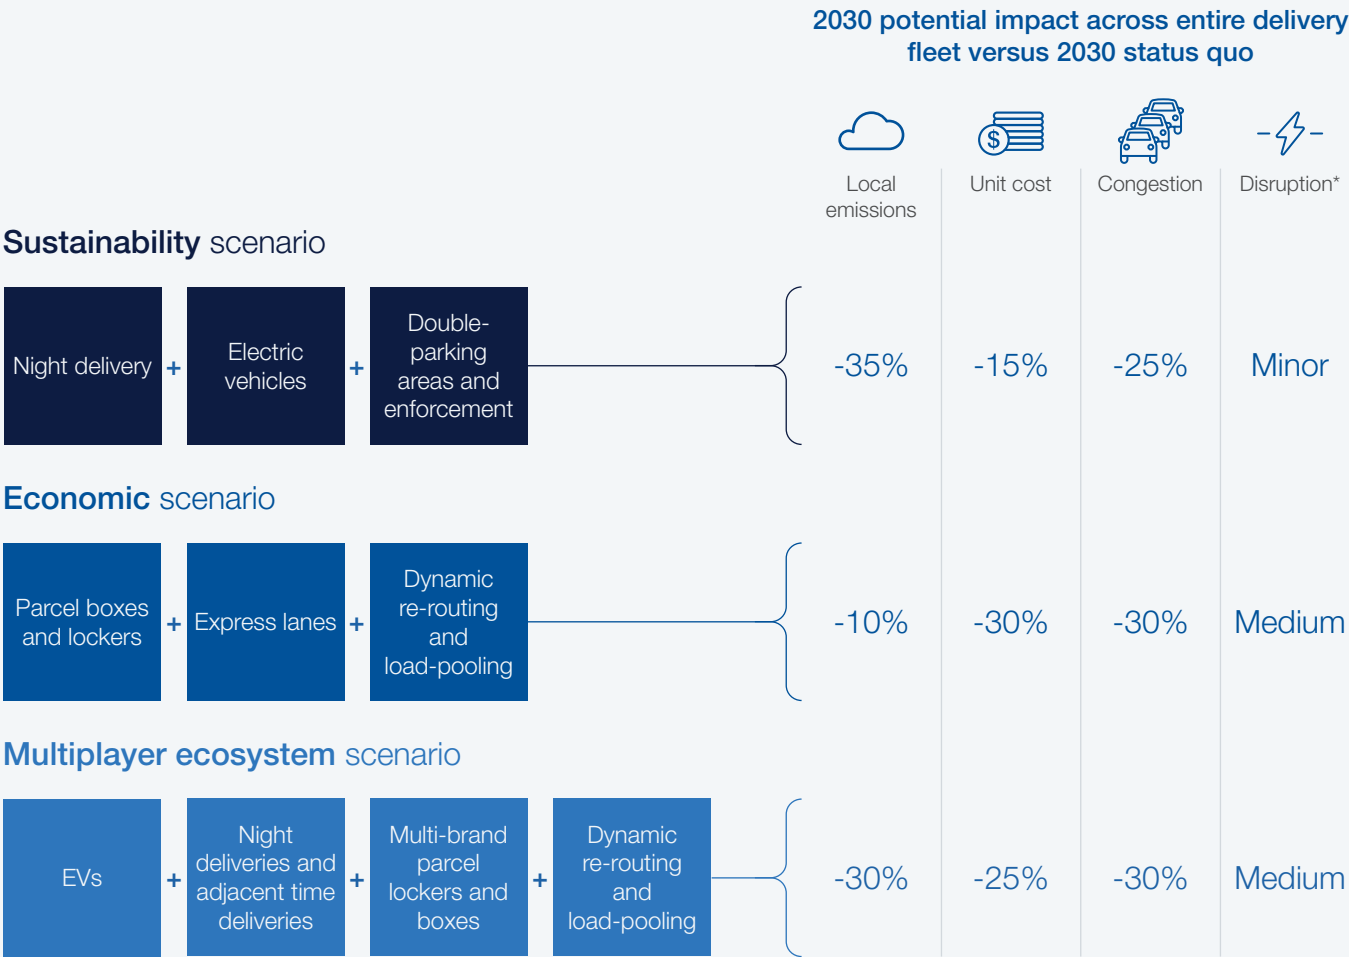 2030 potential impact across entire delivery
fleet versus 2030 status quo
$
Local
emissions
Unit cost
Congestion
Disruption*
Sustainability scenario
Night delivery
+
Electric
vehicles
+
Double-
parking
areas and
enforcement
-35%
-15%
-25%
Minor
Economic scenario
Parcel boxes
and lockers
+
Express lanes
+
Dynamic
re-routing
and
load-pooling
-10%
-30%
-30%
Medium
Multiplayer ecosystem scenario
EVs
+
Night
deliveries and
adjacent time
deliveries
+
Multi-brand
parcel
lockers and
boxes
+
Dynamic
re-routing
and
load-pooling
-30%
-25%
-30%
Medium